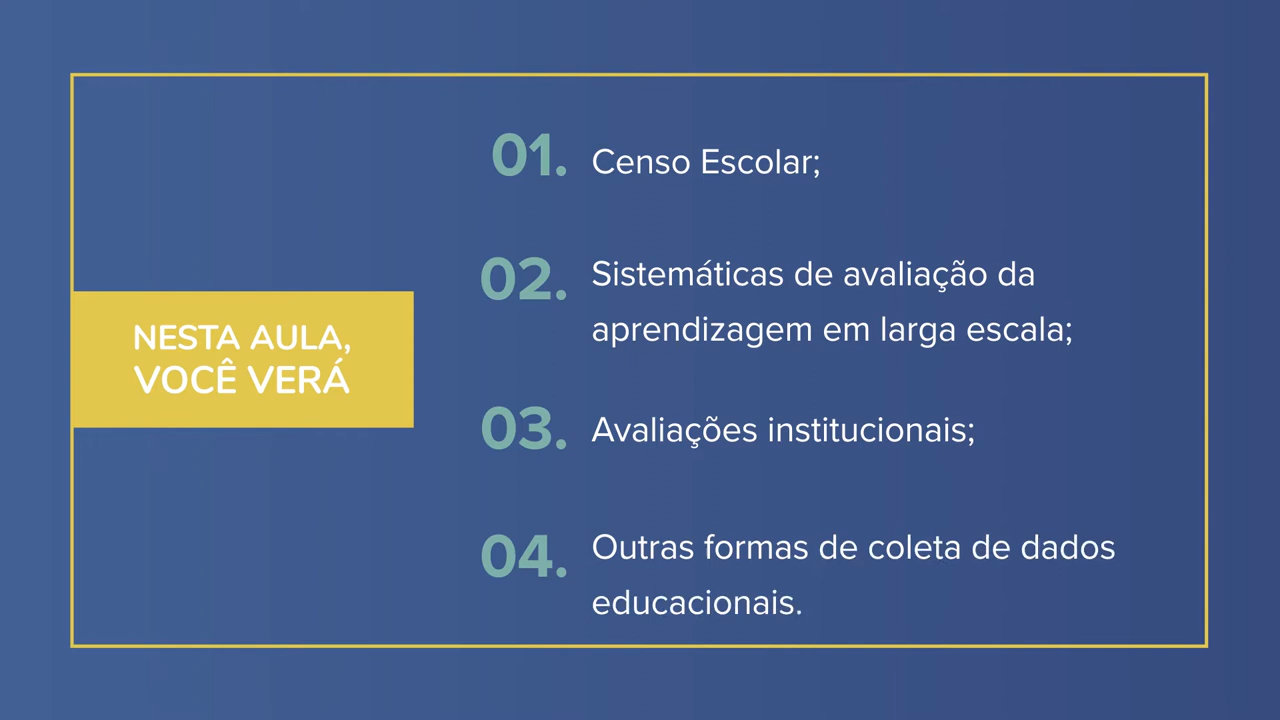 NESTA AULA,
VOCÊ VERÁ
01. Censo Escolar;
02. Sistemáticas de avaliação da
aprendizagem em larga escala;
03. Avaliações institucionais;
04. Outras formas de coleta de dados
educacionais.